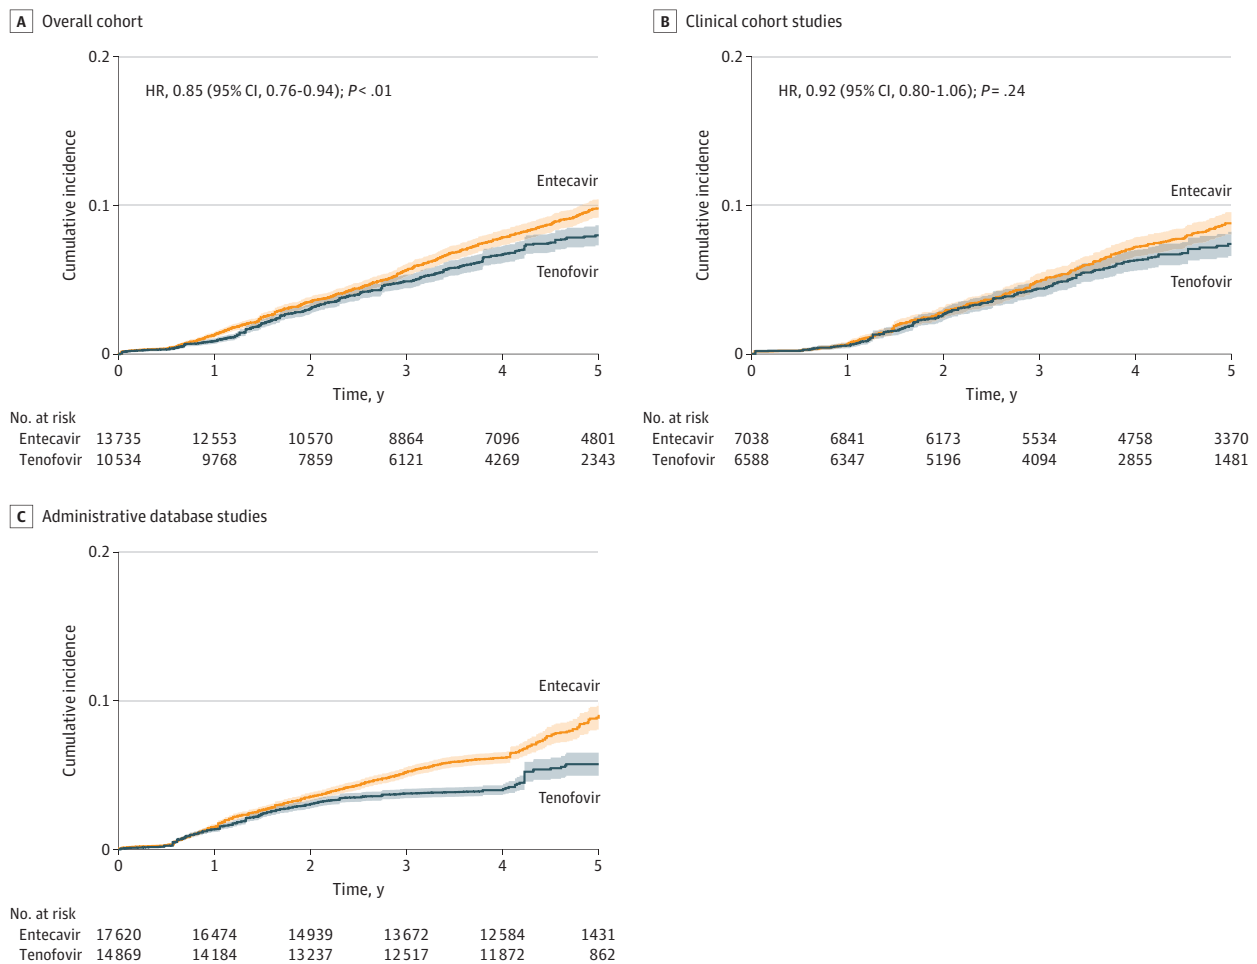 A Overall cohort
0.2
HR, 0.85 (95% CI, 0.76-0.94); P < .01
Cumulative incidence
Entecavir
0.1
Tenofovir
0
0 1 2 3 4 5
Time, y
No. at risk
Entecavir 13735 12553 10570 8864 7096 4801
Tenofovir 10534 9768 7859 6121 4269 2343
B Clinical cohort studies
0.2
HR, 0.92 (95% CI, 0.80-1.06); P = .24
Cumulative incidence
Entecavir
0.1
Tenofovir
0
0 1 2 3 4 5
Time, y
No. at risk
Entecavir 7038 6841 6173 5534 4758 3370
Tenofovir 6588 6347 5196 4094 2855 1481
C Administrative database studies
0.2
Cumulative incidence
Entecavir
0.1
Tenofovir
0
0 1 2 3 4 5
Time, y
No. at risk
Entecavir 17620 16474 14939 13672 12584 1431
Tenofovir 14869 14184 13237 12517 11872 862